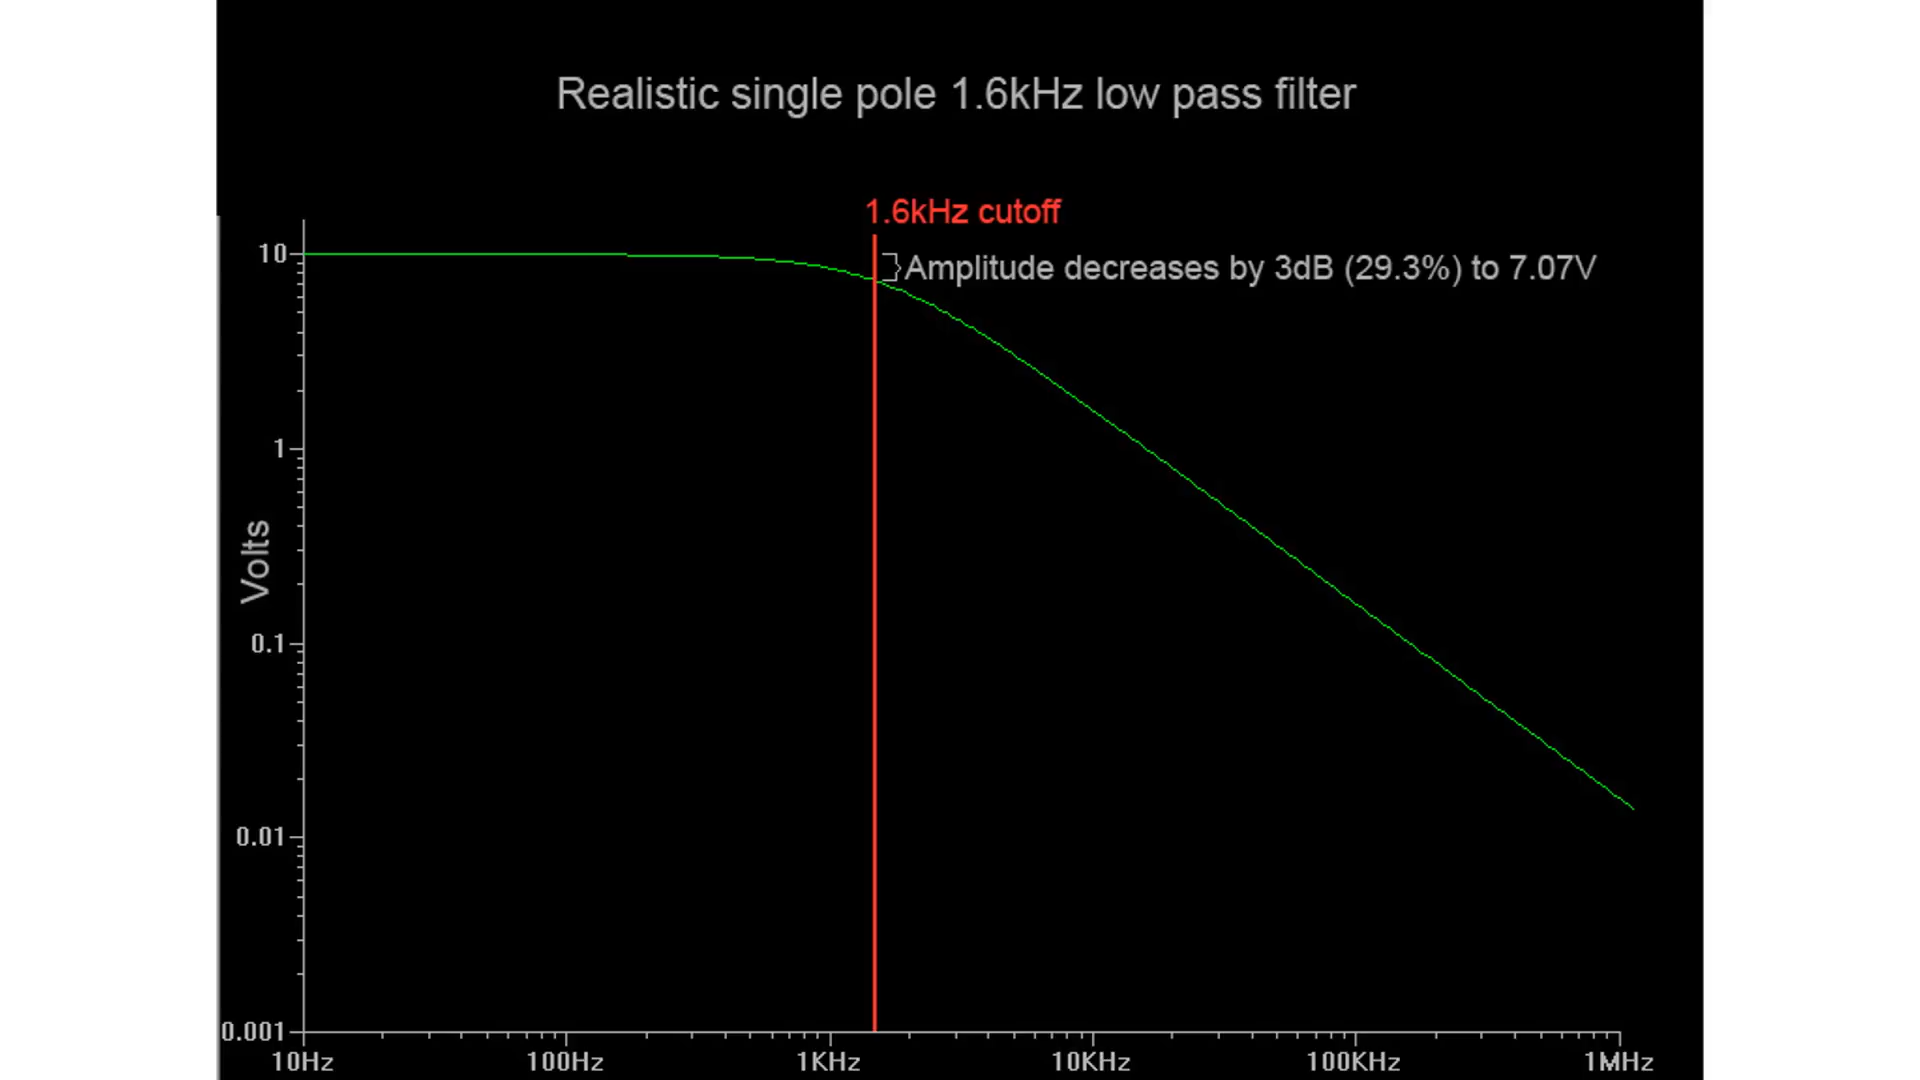 Realistic single pole 1.6kHz low pass filter
1.6kHz cutoff
Amplitude decreases by 3dB (29.3%) to 7.07V
10
1
Volts
0.1
0.01
0.001
10Hz 100Hz 1KHz 10KHz 100KHz 1MHz